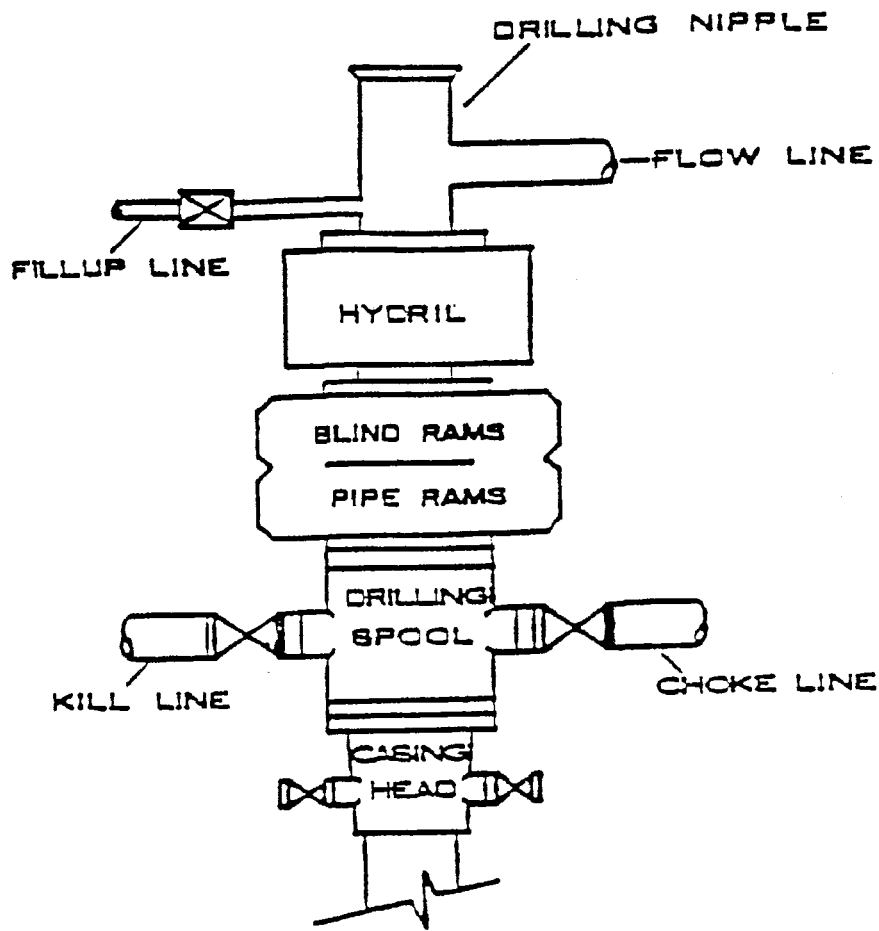 DRILLING NIPPLE
FLOW LINE
FILLUP LINE
HYDRIL
BLIND RAMS
PIPE RAMS
DRILLING
SPOOL
KILL LINE
CHOKE LINE
CASING
HEAD